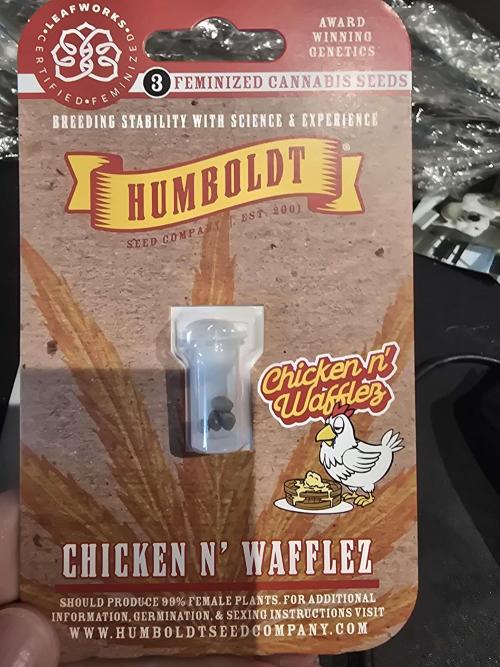 LEAFWORKS
CERTIFIED • FEMINIZED
AWARD
WINNING
GENETICS
3 FEMINIZED CANNABIS SEEDS
BREEDING STABILITY WITH SCIENCE & EXPERIENCE
HUMBOLDT®
SEED COMPANY EST. 2001
Chicken n'
Wafflez
CHICKEN N' WAFFLEZ
SHOULD PRODUCE 99% FEMALE PLANTS. FOR ADDITIONAL
INFORMATION, GERMINATION, & SEXING INSTRUCTIONS VISIT
WWW.HUMBOLDTSEEDCOMPANY.COM